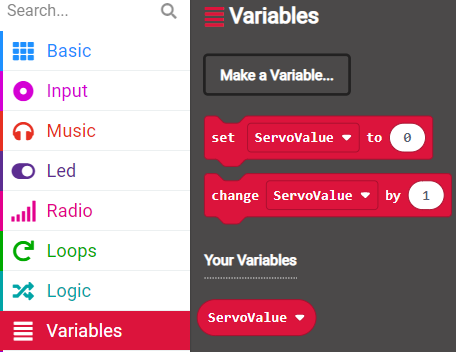 Search...
Basic
Input
Music
Led
Radio
Loops
Logic
Variables
Variables
Make a Variable...
set ServoValue to 0
change ServoValue by 1
Your Variables
ServoValue